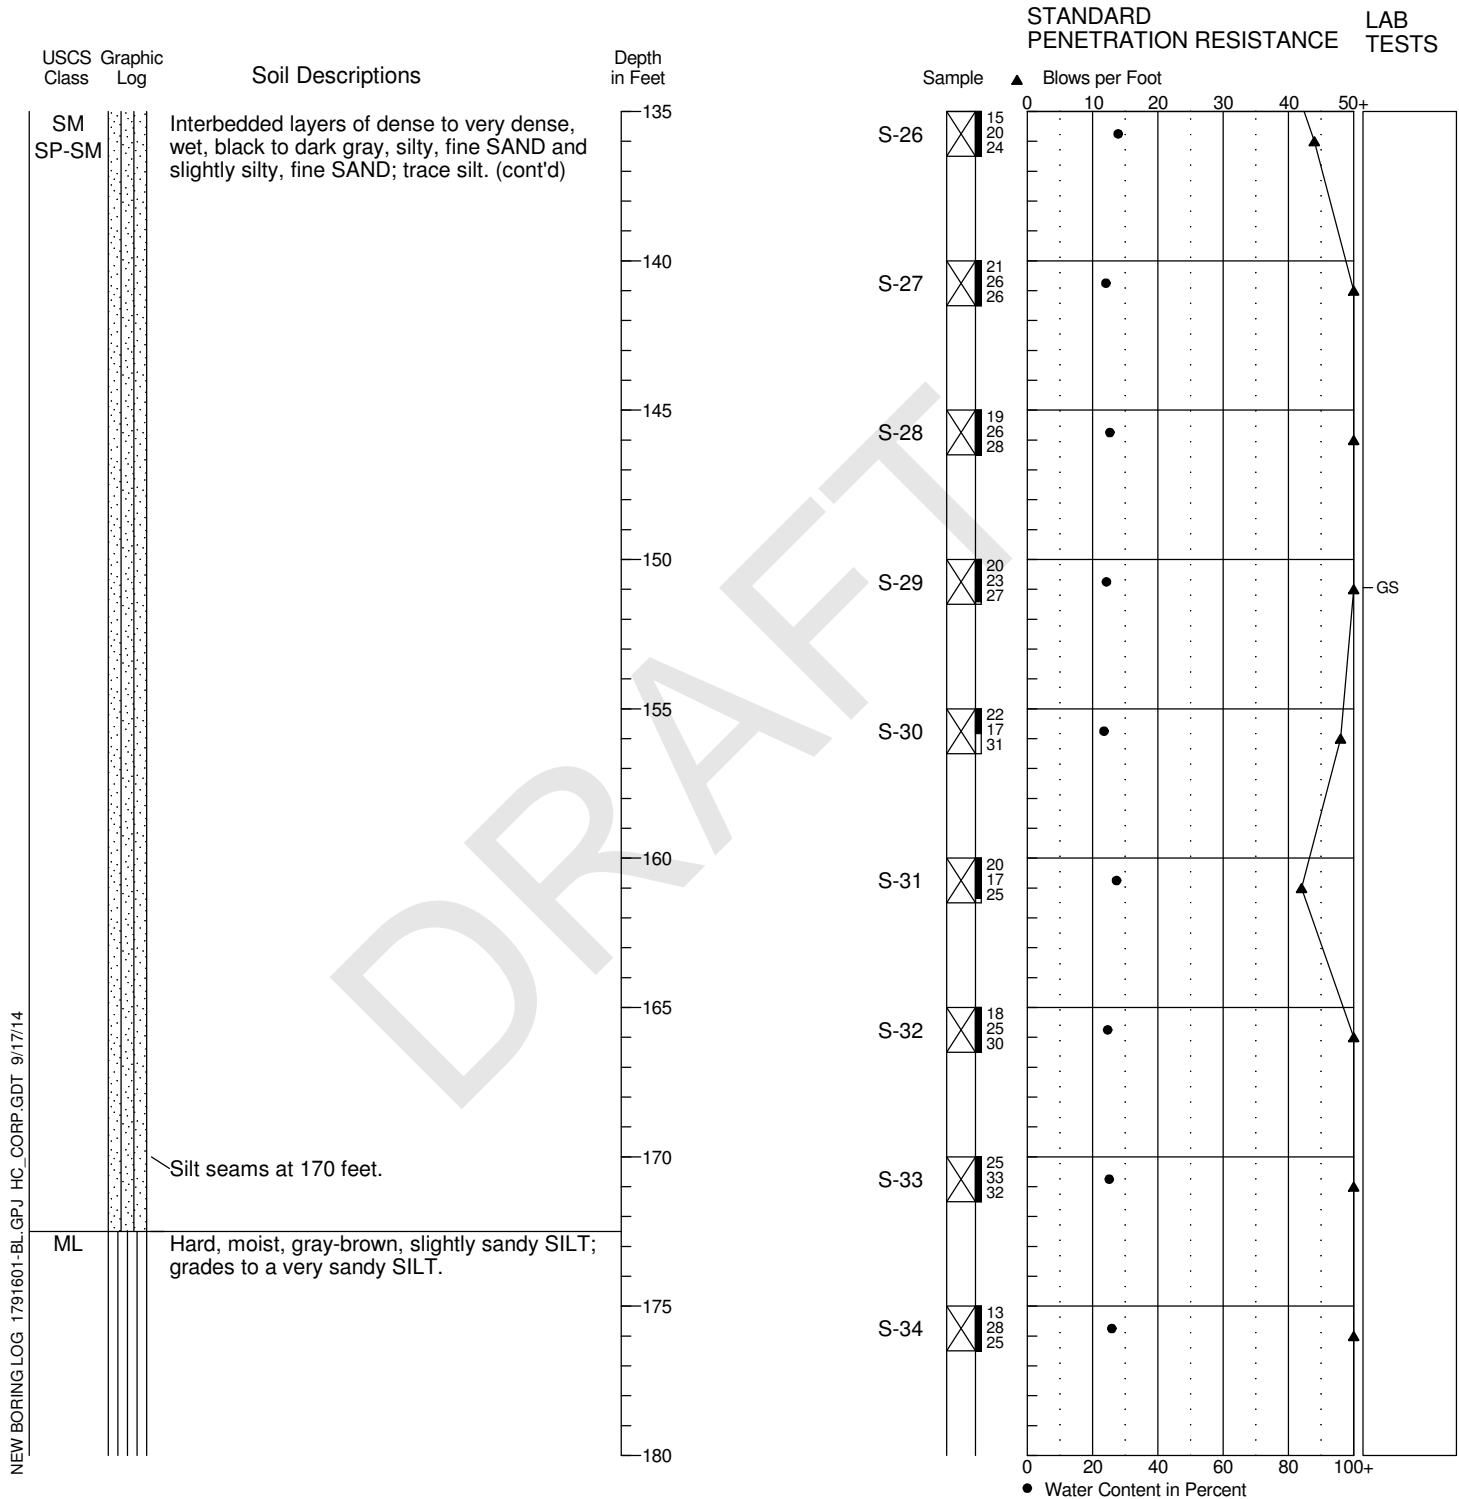 STANDARD
PENETRATION RESISTANCE
LAB
TESTS
USCS Graphic
Class Log
Soil Descriptions
Depth
in Feet
Sample
▲ Blows per Foot
0 10 20 30 40 50+
SM
SP-SM
Interbedded layers of dense to very dense,
wet, black to dark gray, silty, fine SAND and
slightly silty, fine SAND; trace silt. (cont'd)
135
S-26
15
20
24
140
S-27
21
26
26
145
S-28
19
26
28
150
S-29
20
23
27
GS
155
S-30
22
17
31
160
S-31
20
17
25
165
S-32
18
25
30
170
Silt seams at 170 feet.
S-33
25
33
32
ML
Hard, moist, gray-brown, slightly sandy SILT;
grades to a very sandy SILT.
175
S-34
13
28
25
180
0 20 40 60 80 100+
● Water Content in Percent
DRAFT
NEW BORING LOG 1791601-BL.GPJ HC_CORP.GDT 9/17/14